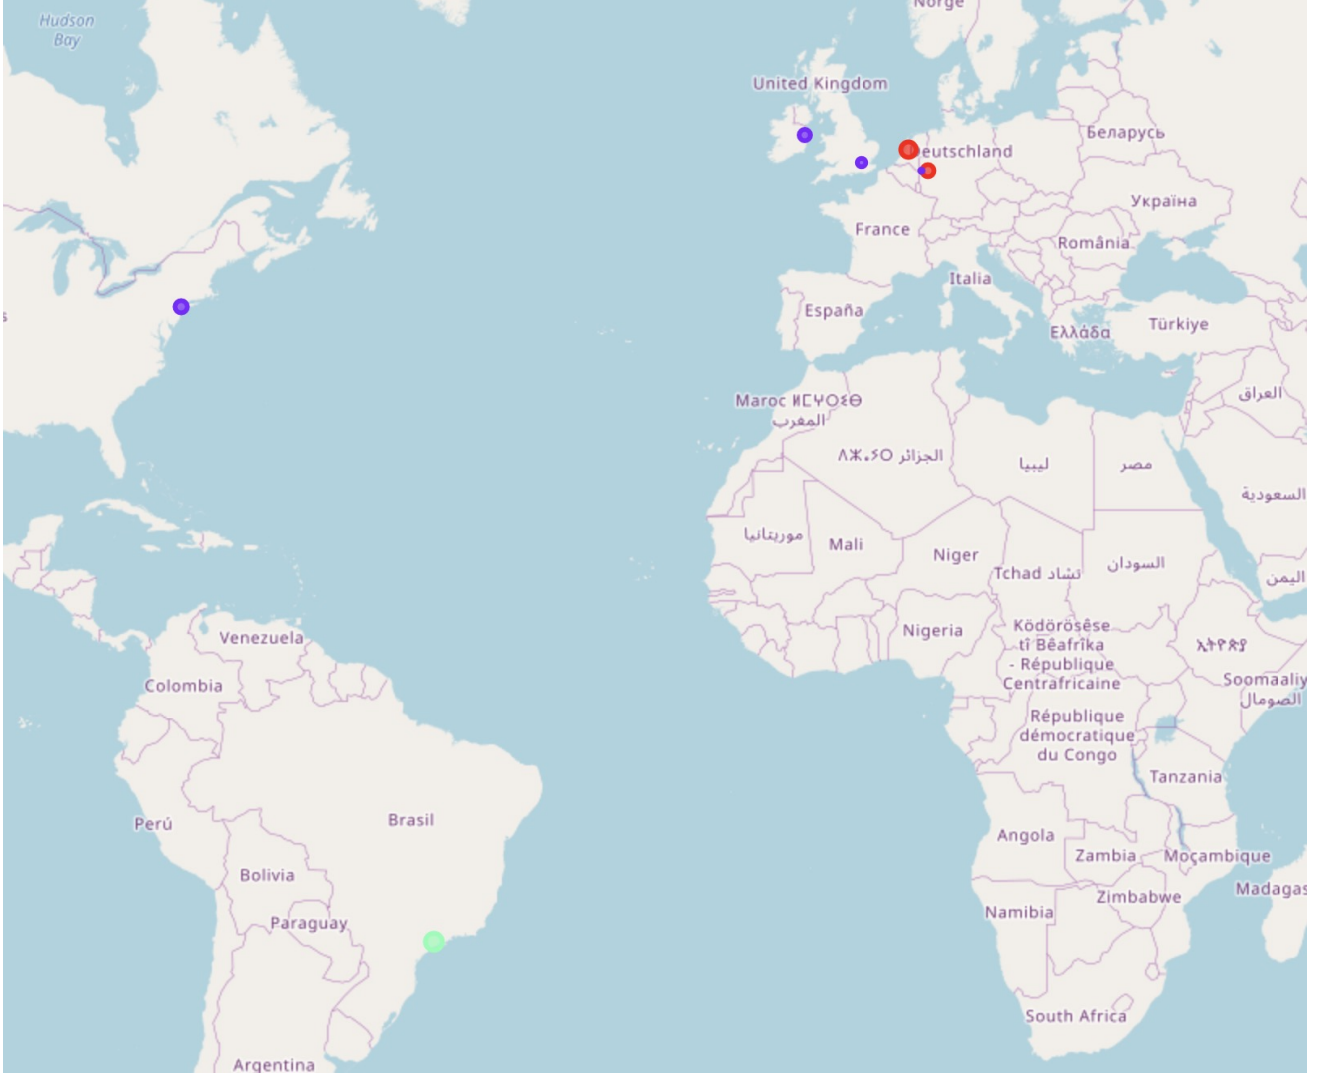 Norge
Hudson
Bay
United Kingdom
Беларусь
eutschland
Україна
France
România
Italia
España
Ελλάδα
Türkiye
العراق
Maroc ⵍⵎⵖⵔⵉⴱ
المغرب
ⵍⵣⴰⵢⵔ الجزائر
ليبيا
مصر
السعودية
موريتانيا
Mali
Niger
Tchad تشاد
السودان
اليمن
Venezuela
Nigeria
Ködörösêse
tî Bêafrîka
- République
Centrafricaine
ኢትዮጵያ
Colombia
Soomaaliy
الصومال
République
démocratique
du Congo
Tanzania
Perú
Brasil
Angola
Zambia
Moçambique
Bolivia
Madagas
Zimbabwe
Namibia
Paraguay
South Africa
Argentina